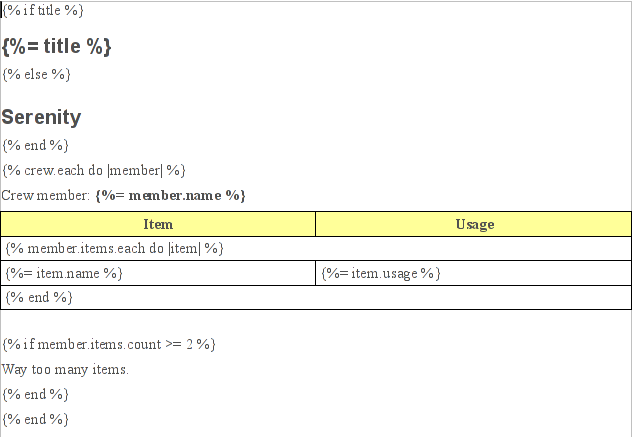 {% if title %}
{%= title %}
{% else %}
Serenity
{% end %}
{% crew.each do |member| %}
Crew member: {%= member.name %}
Item Usage
{% member.items.each do |item| %}
{%= item.name %} {%= item.usage %}
{% end %}
{% if member.items.count >= 2 %}
Way too many items.
{% end %}
{% end %}